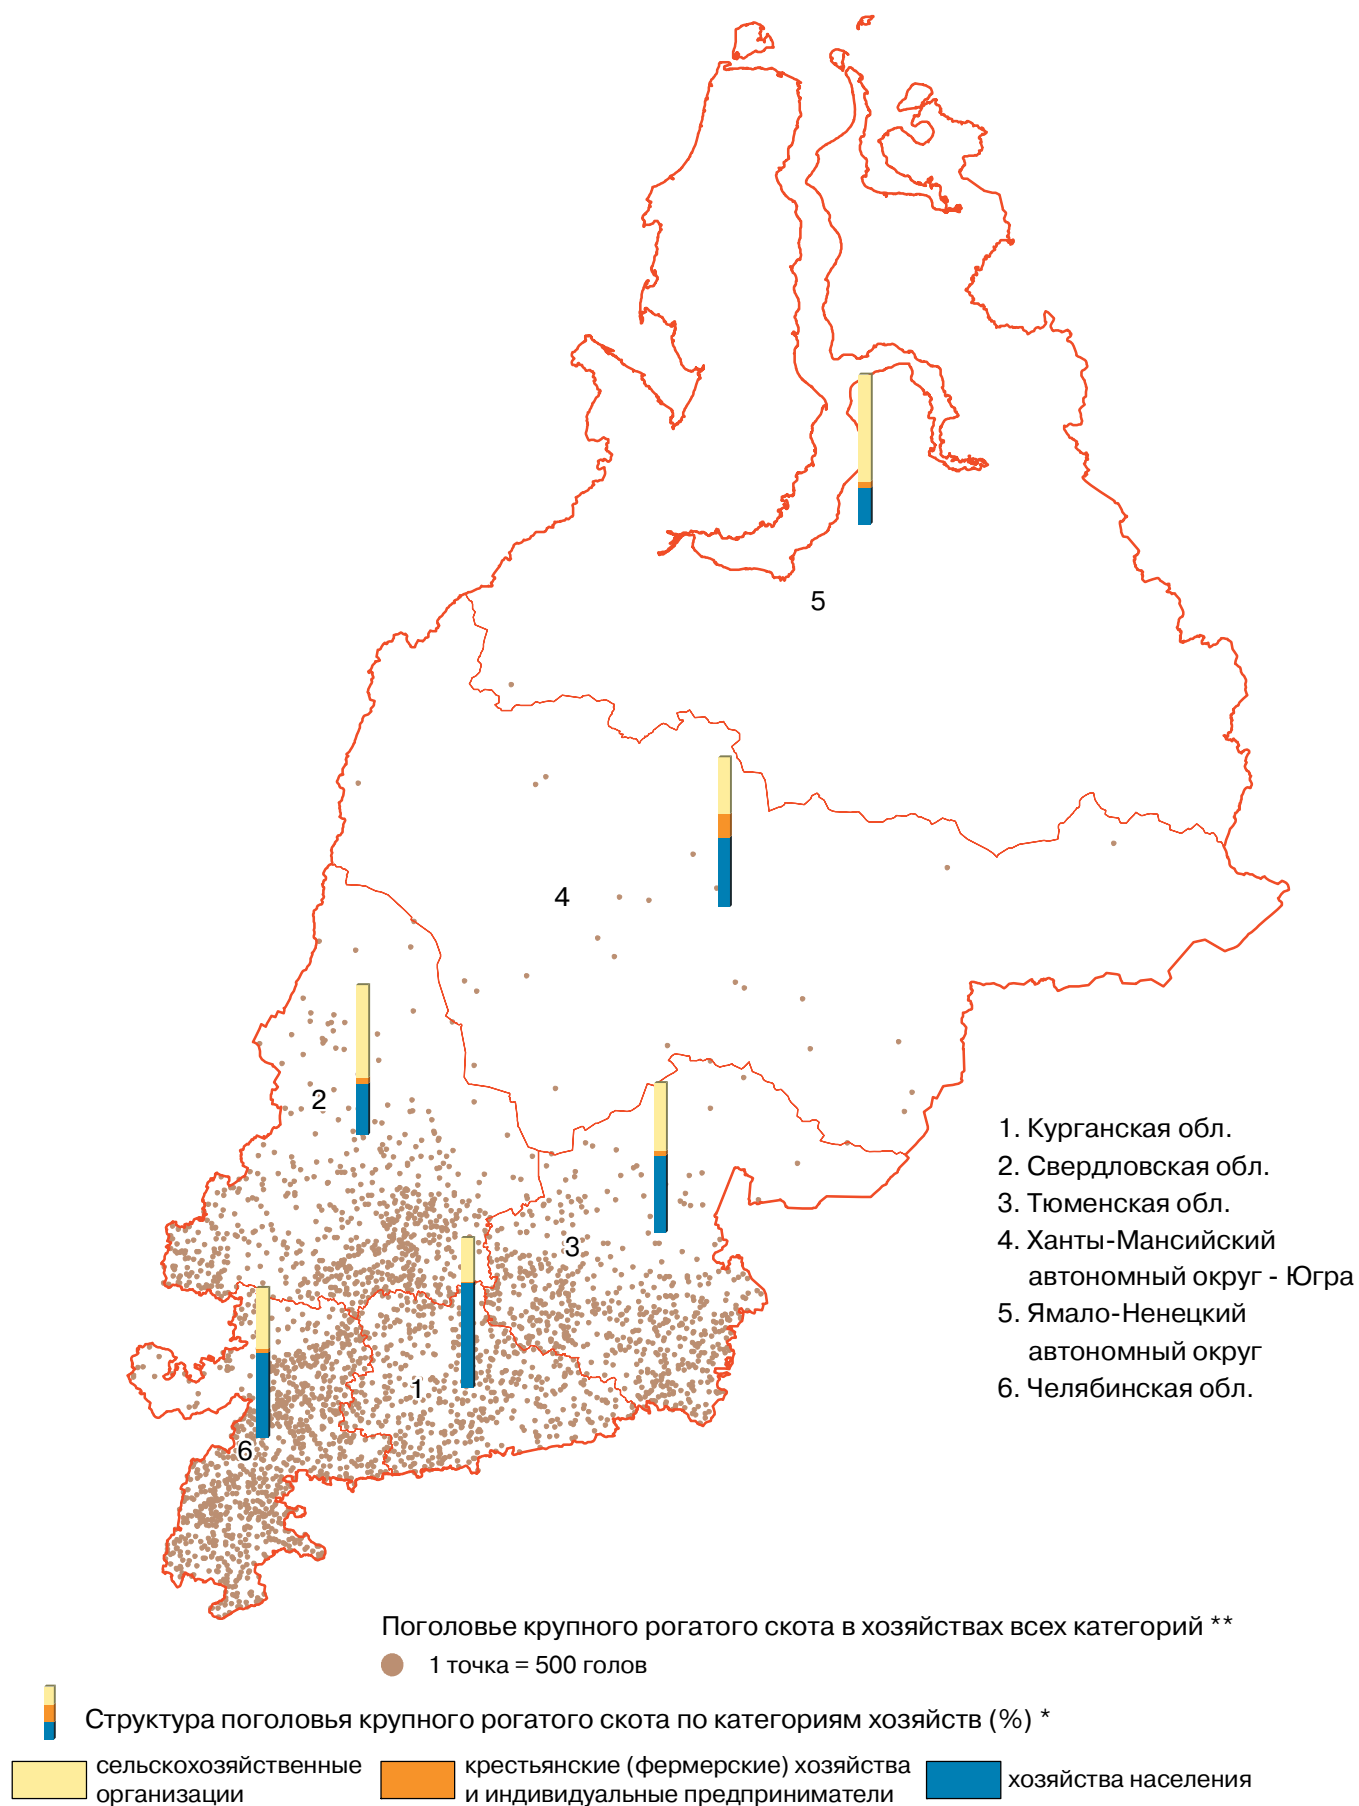 5
4
2
3
1
6
1. Курганская обл.
2. Свердловская обл.
3. Тюменская обл.
4. Ханты-Мансийский
автономный округ - Югра
5. Ямало-Ненецкий
автономный округ
6. Челябинская обл.
Поголовье крупного рогатого скота в хозяйствах всех категорий **
1 точка = 500 голов
Структура поголовья крупного рогатого скота по категориям хозяйств (%) *
сельскохозяйственные
организации
крестьянские (фермерские) хозяйства
и индивидуальные предприниматели
хозяйства населения